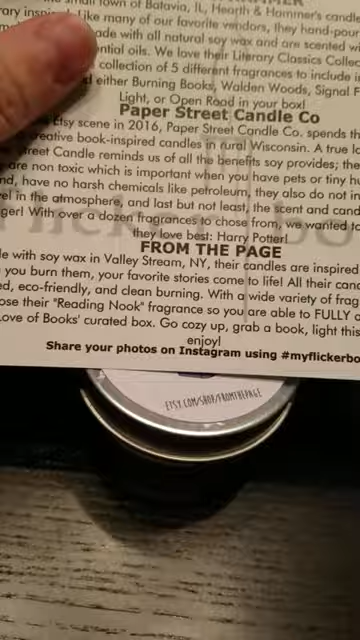 small town of Batavia, IL, Hearth & Hammer's candl
rary inspired. Like many of our favorite vendors, they hand-pour
ade with all natural soy wax and are scented w
ential oils. We love their Literary Classics Collec
collection of 5 different fragrances to include i
d either Burning Books, Walden Woods, Signal F
Light, or Open Road in your box!
Paper Street Candle Co
Etsy scene in 2016, Paper Street Candle Co. spends th
creative book-inspired candles in rural Wisconsin. A true lo
treet Candle reminds us of all the benefits soy provides; the
are non toxic which is important when you have pets or tiny hu
nd, have no harsh chemicals like petroleum, they also do not in
vel in the atmosphere, and last but not least, the scent and cand
ger! With over a dozen fragrances to chose from, we wanted to
they love best: Harry Potter!
FROM THE PAGE
e with soy wax in Valley Stream, NY, their candles are inspired
you burn them, your favorite stories come to life! All their cand
ed, eco-friendly, and clean burning. With a wide variety of frag
ose their "Reading Nook" fragrance so you are able to FULLY
Love of Books' curated box. Go cozy up, grab a book, light this
enjoy!
Share your photos on Instagram using #myflickerbo
ETSY.COM/SHOP/FROMTHEPAGE